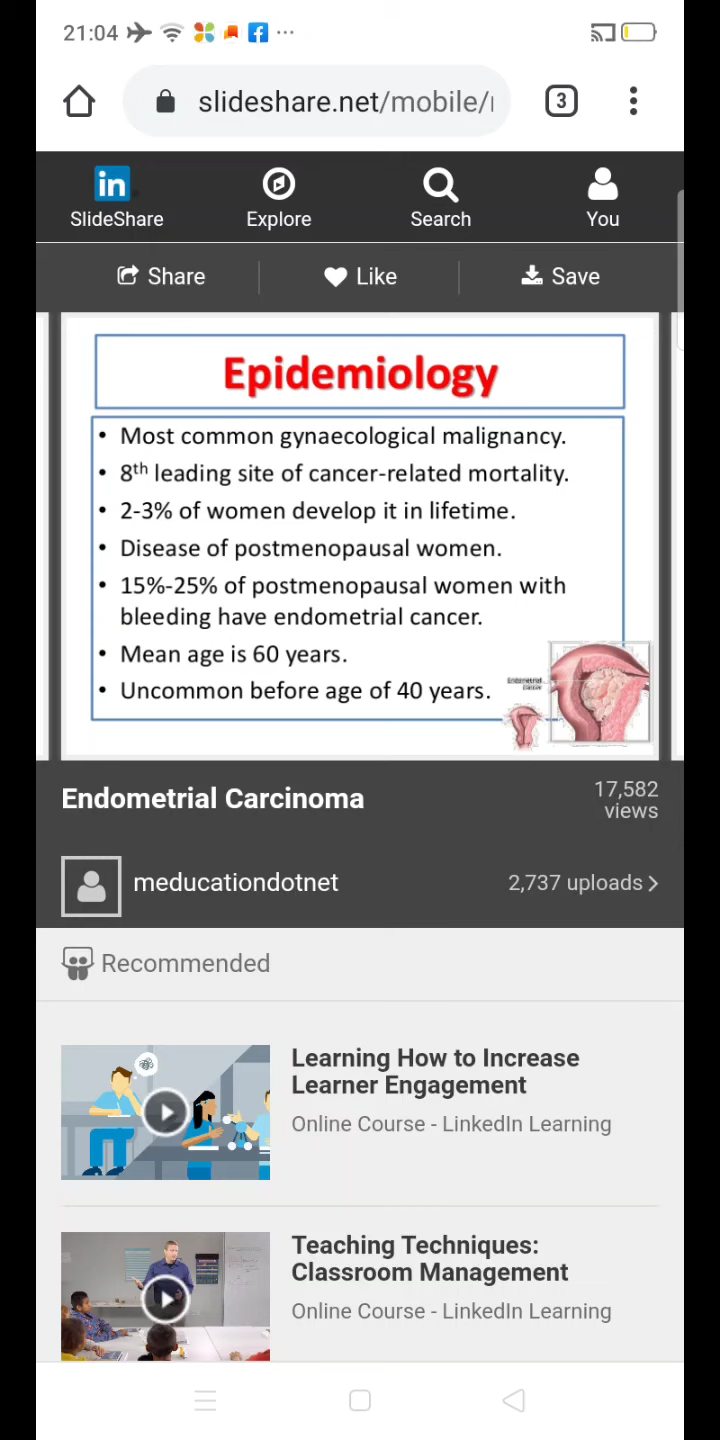 21:04
3
slideshare.net/mobile/
in
SlideShare
Explore
Search
You
Share
Like
Save
Epidemiology
• Most common gynaecological malignancy.
• 8th leading site of cancer-related mortality.
• 2-3% of women develop it in lifetime.
• Disease of postmenopausal women.
• 15%-25% of postmenopausal women with
bleeding have endometrial cancer.
• Mean age is 60 years.
• Uncommon before age of 40 years.
Endometrial
cancer
Endometrial Carcinoma
17,582
views
meducationdotnet
2,737 uploads
Recommended
Learning How to Increase
Learner Engagement
Online Course - LinkedIn Learning
Teaching Techniques:
Classroom Management
Online Course - LinkedIn Learning